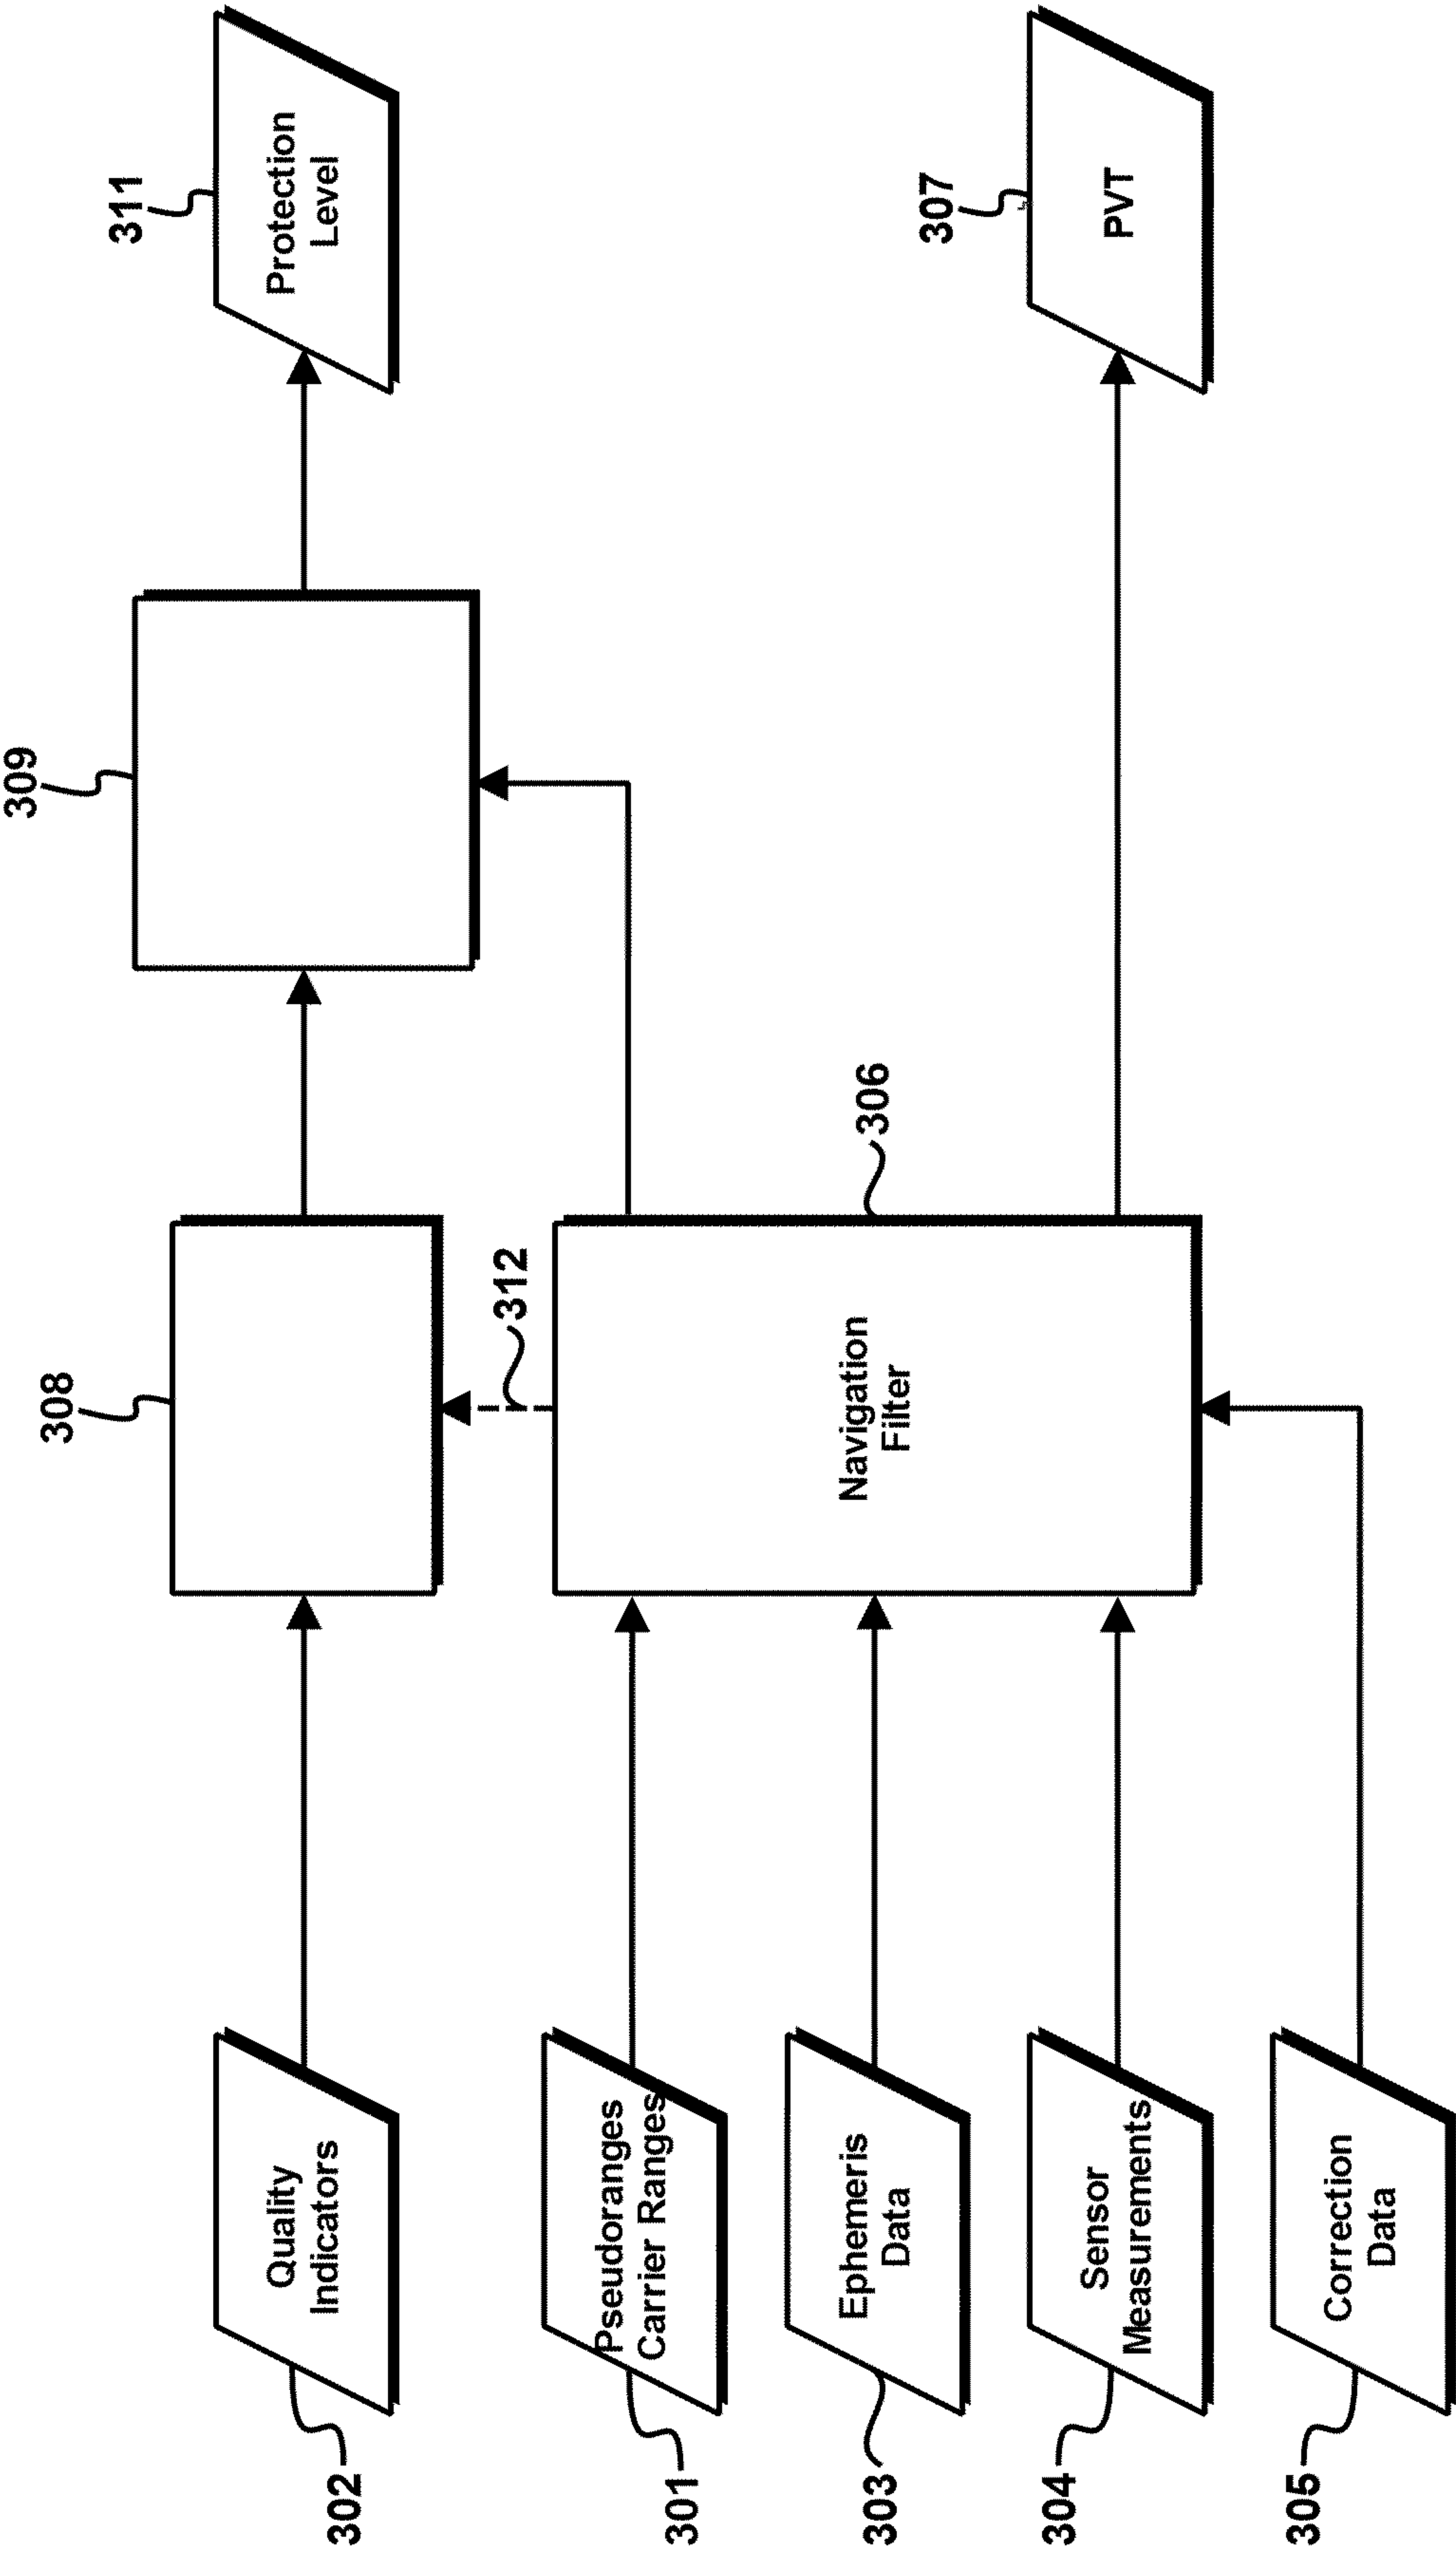 302
Quality
Indicators
308
309
311
Protection
Level
312
301
Pseudoranges
Carrier Ranges
303
Ephemeris
Data
Navigation
Filter
306
307
PVT
304
Sensor
Measurements
305
Correction
Data